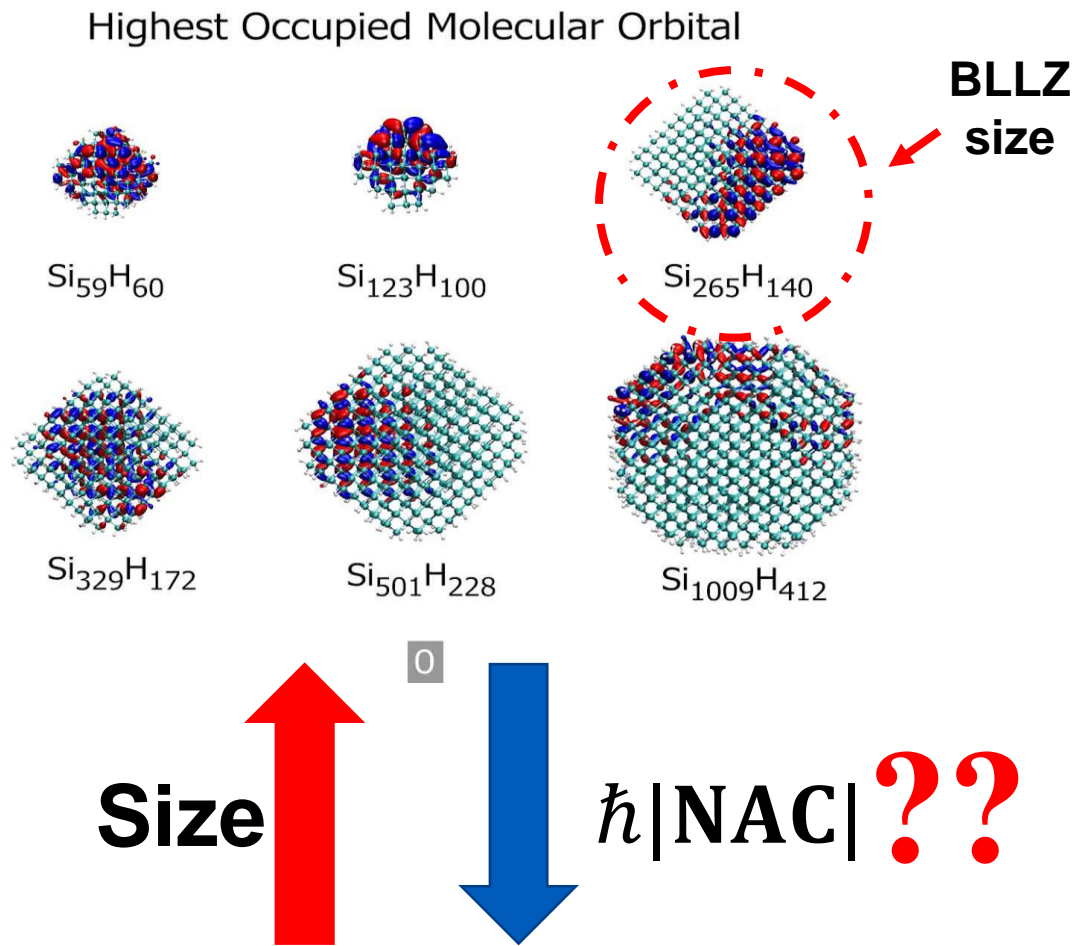 Highest Occupied Molecular Orbital
BLLZ
size
Si₅₉H₆₀
Si₁₂₃H₁₀₀
Si₂₆₅H₁₄₀
Si₃₂₉H₁₇₂
Si₅₀₁H₂₂₈
Si₁₀₀₉H₄₁₂
0
Size
ℏ|NAC|??